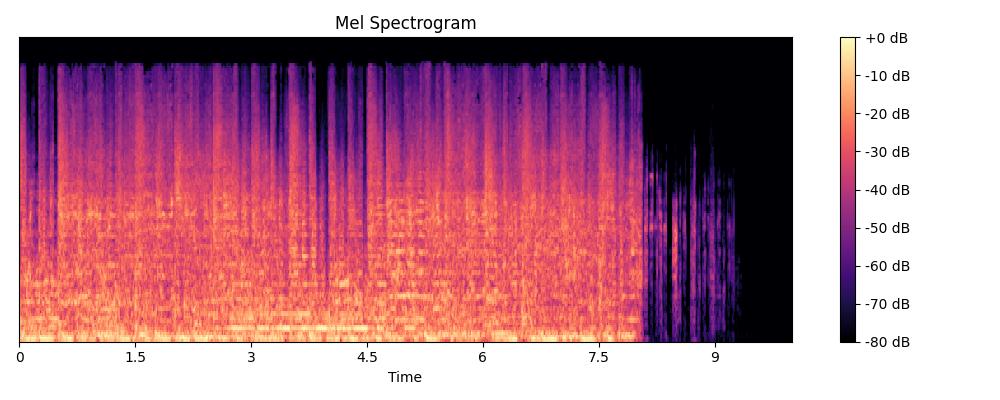 Mel Spectrogram
+0 dB
-10 dB
-20 dB
-30 dB
-40 dB
-50 dB
-60 dB
-70 dB
-80 dB
0 1.5 3 4.5 6 7.5 9
Time